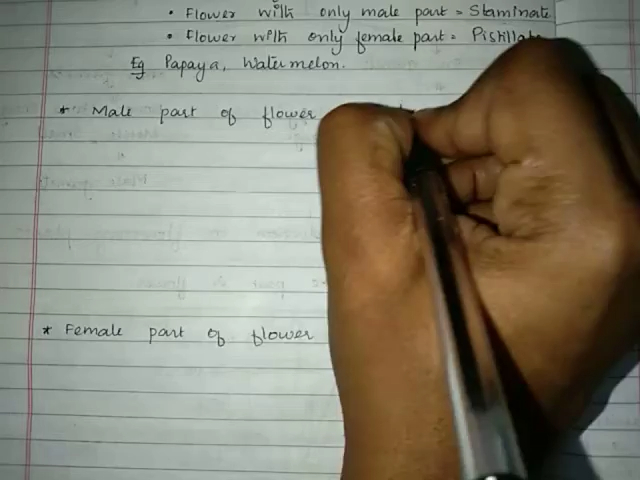 • Flower with only male part = Staminate
• Flower with only female part = Pistillate
Eg Papaya, Watermelon.
* Male part of flower
* Female part of flower